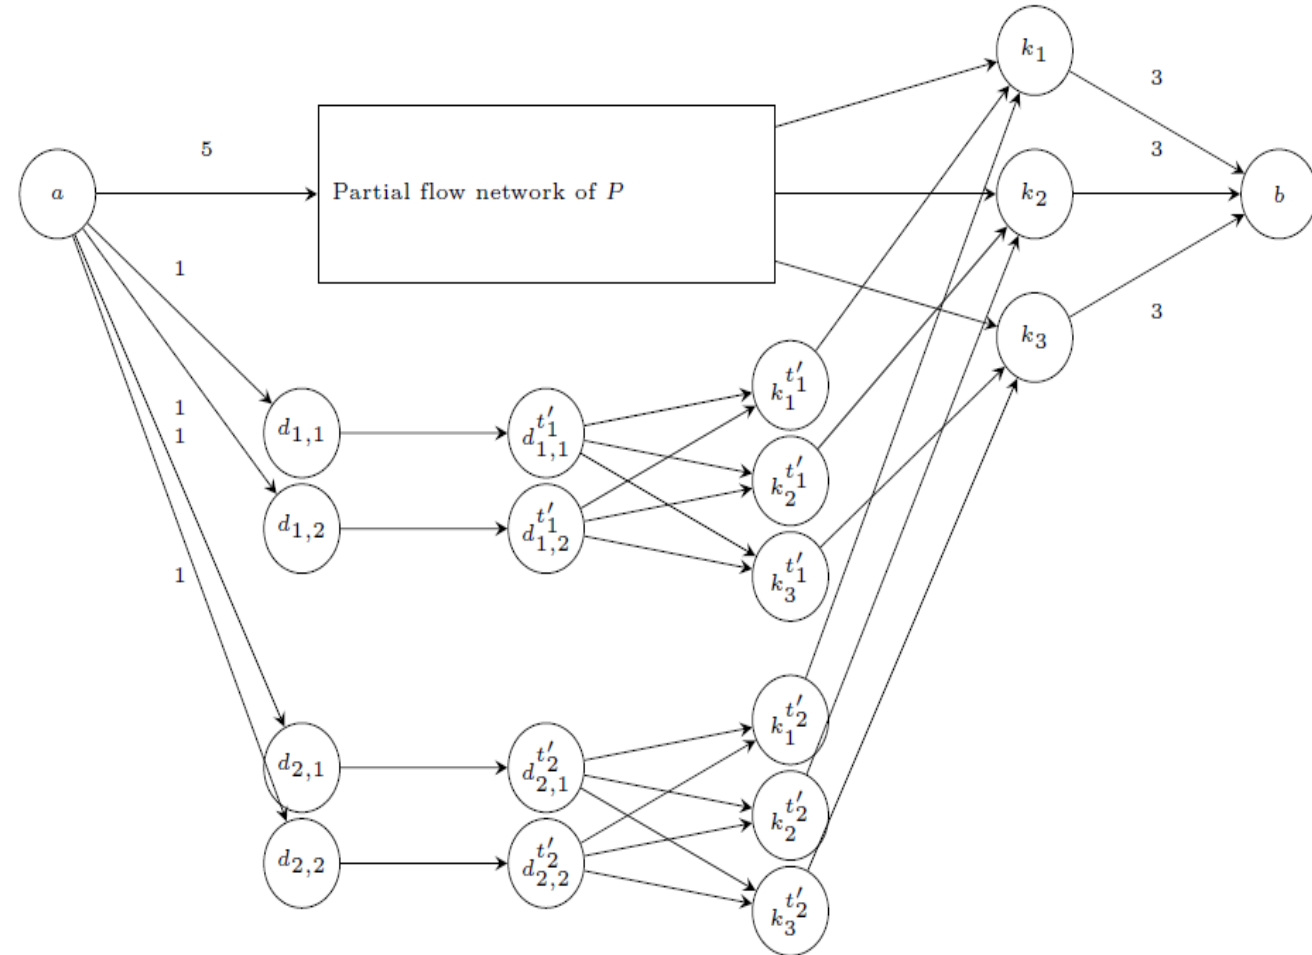 k1
3
5
3
a
Partial flow network of P
k2
b
1
3
k3
k1^t′1
1
1
d1,1
d1,1^t′1
k2^t′1
d1,2
d1,2^t′1
1
k3^t′1
k1^t′2
d2,1
d2,1^t′2
k2^t′2
d2,2
d2,2^t′2
k3^t′2